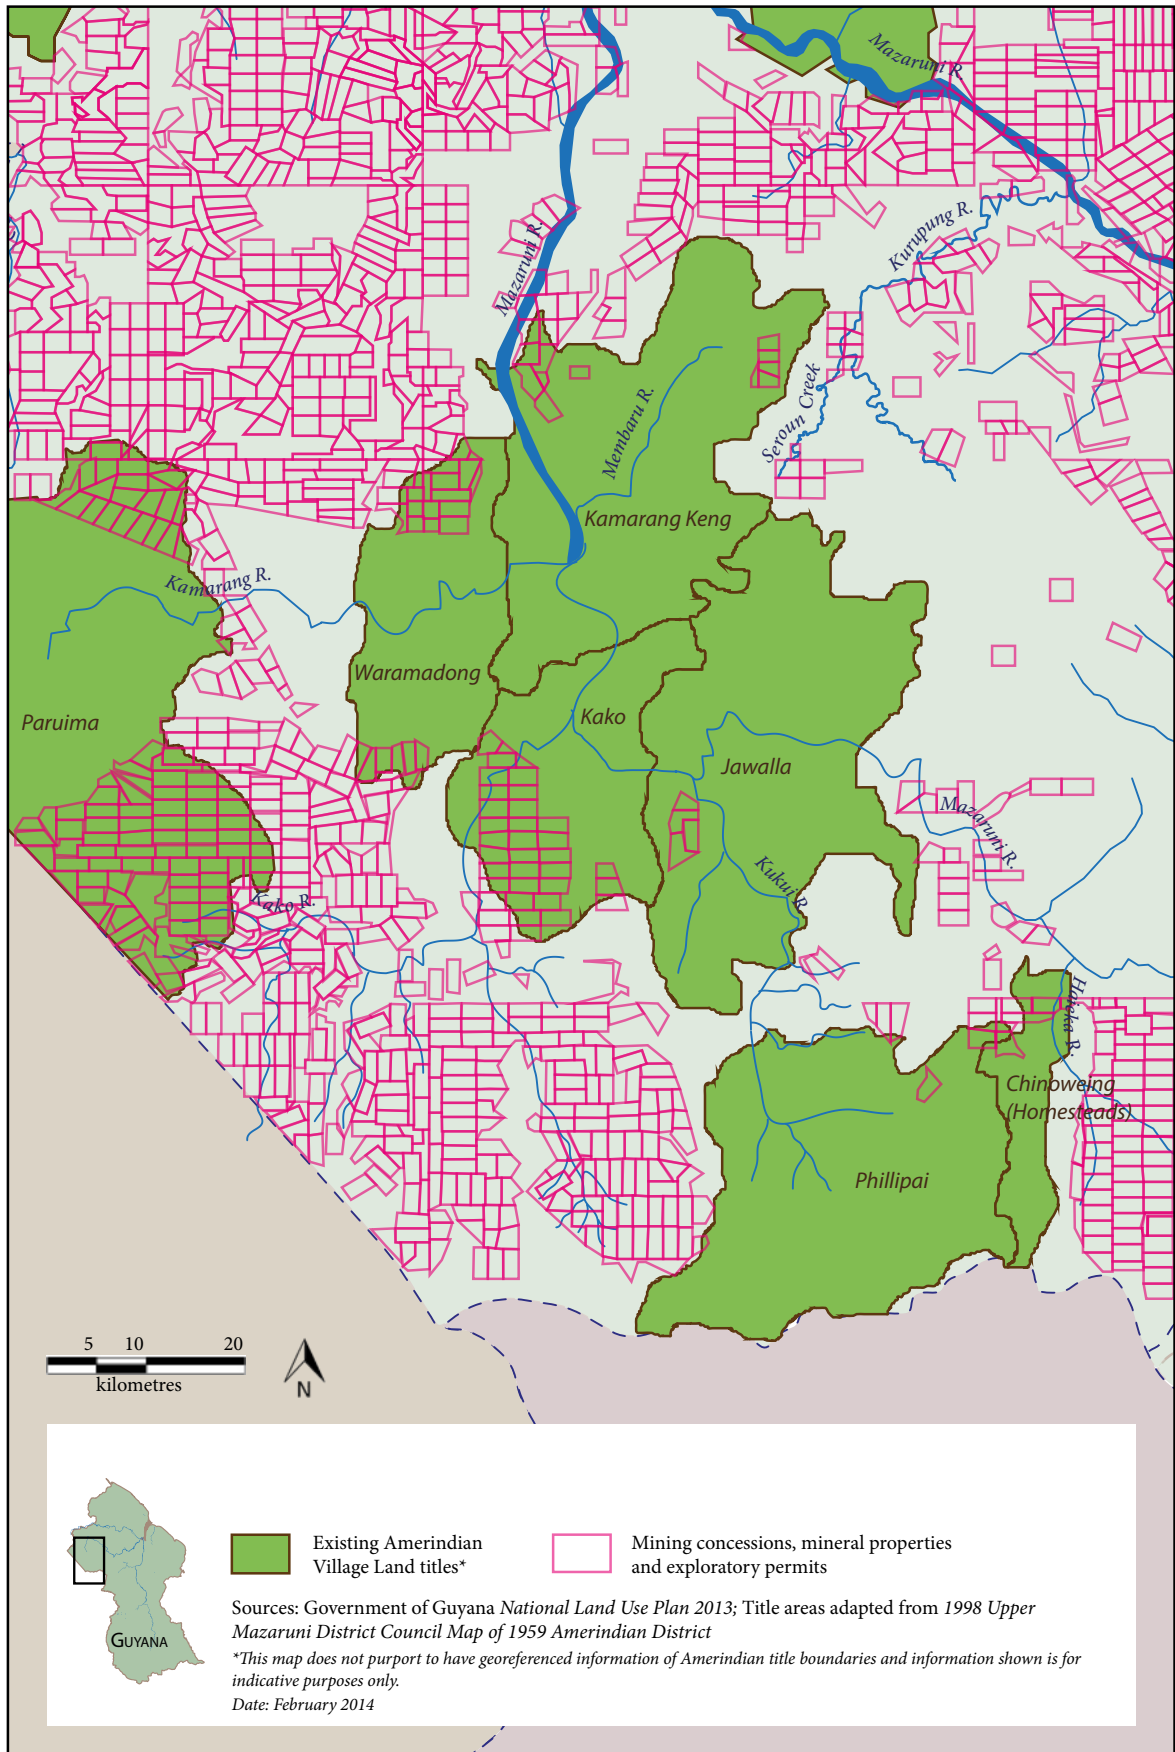 Mazaruni R.
Kurupung R.
Mazaruni R.
Seroun Creek
Membaru R.
Kamarang Keng
Kamarang R.
Waramadong
Paruima
Kako
Jawalla
Mazaruni R.
Kukui R.
Kako R.
Haieka R.
Chinoweing
(Homesteads)
Phillipai
5 10 20
kilometres
N
GUYANA
Existing Amerindian
Village Land titles*
Mining concessions, mineral properties
and exploratory permits
Sources: Government of Guyana National Land Use Plan 2013; Title areas adapted from 1998 Upper
Mazaruni District Council Map of 1959 Amerindian District
*This map does not purport to have georeferenced information of Amerindian title boundaries and information shown is for
indicative purposes only.
Date: February 2014